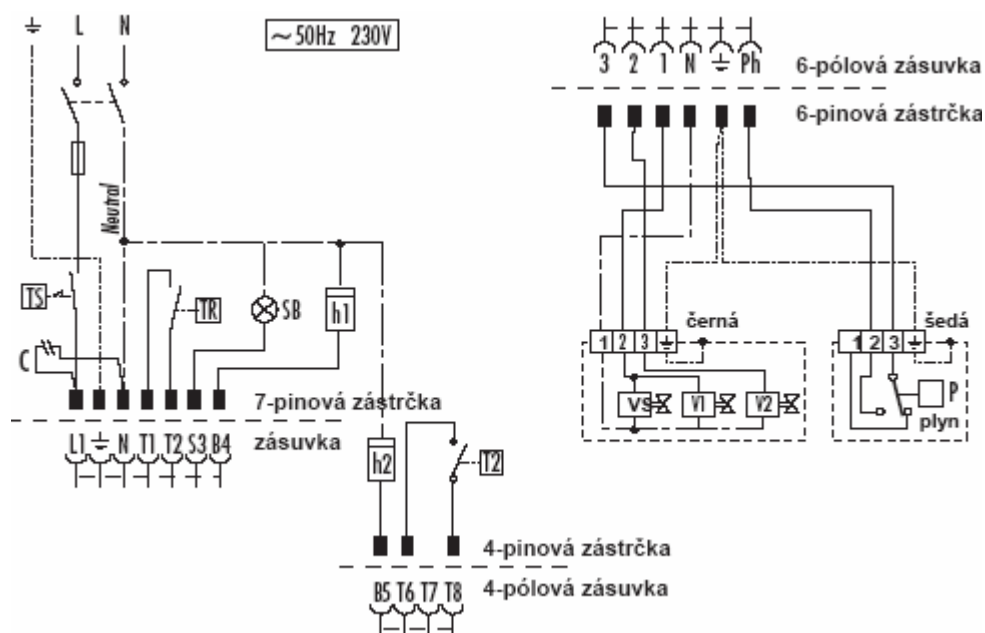 L N
~ 50Hz 230V
3 2 1 N Ph
6-pólová zásuvka
6-pinová zástrčka
Neutral
TS
TR
SB
h1
C
7-pinová zástrčka
zásuvka
L1 N T1 T2 S3 B4
černá
1 2 3
VS V1 V2
šedá
1 2 3
P
plyn
h2
T2
4-pinová zástrčka
4-pólová zásuvka
B5 T6 T7 T8